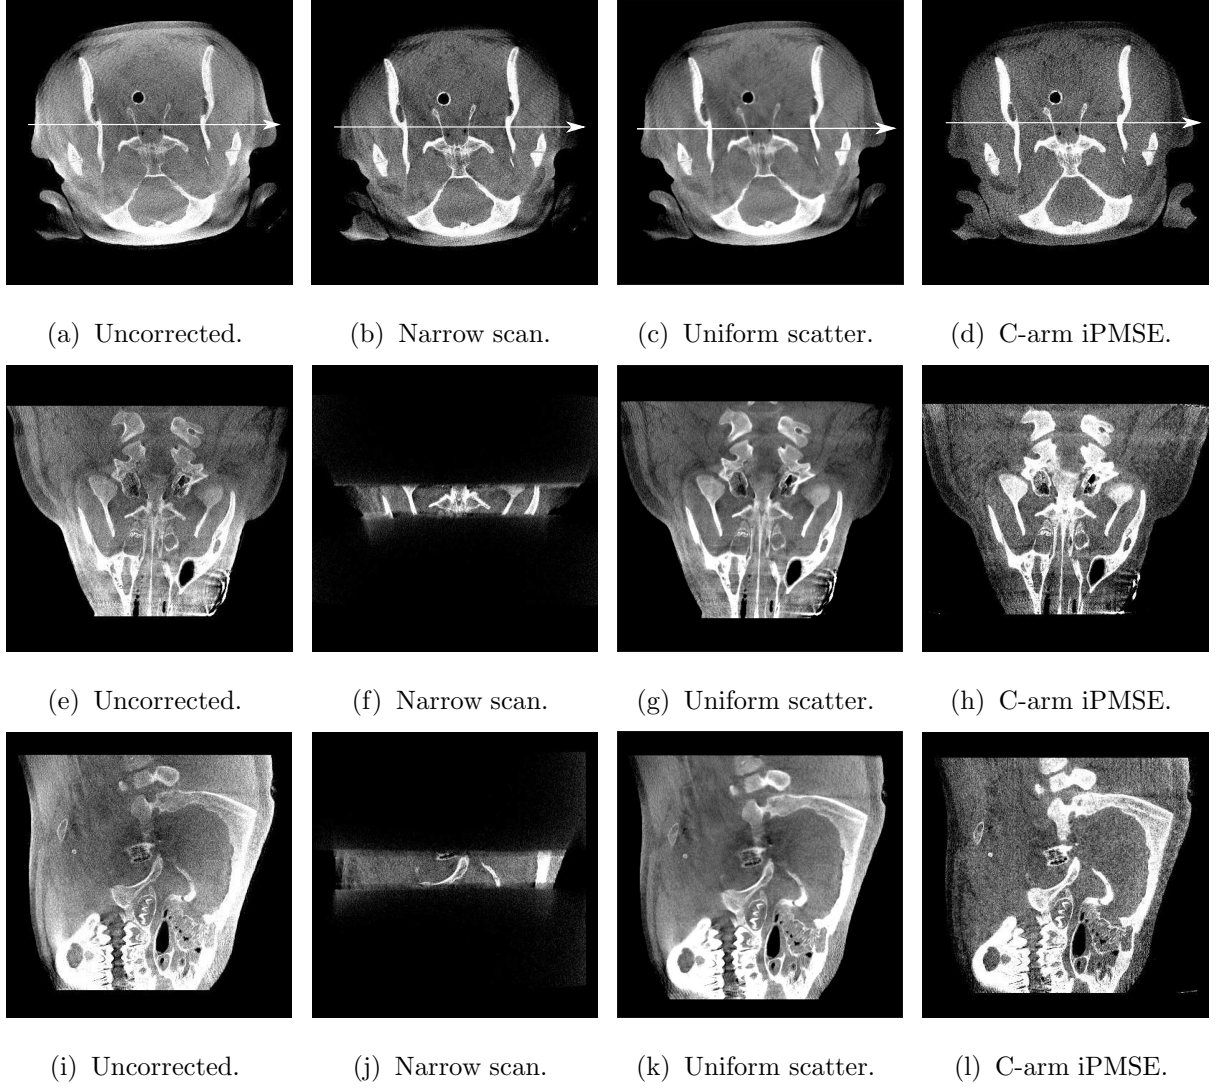 (a) Uncorrected.
(b) Narrow scan.
(c) Uniform scatter.
(d) C-arm iPMSE.
(e) Uncorrected.
(f) Narrow scan.
(g) Uniform scatter.
(h) C-arm iPMSE.
(i) Uncorrected.
(j) Narrow scan.
(k) Uniform scatter.
(l) C-arm iPMSE.